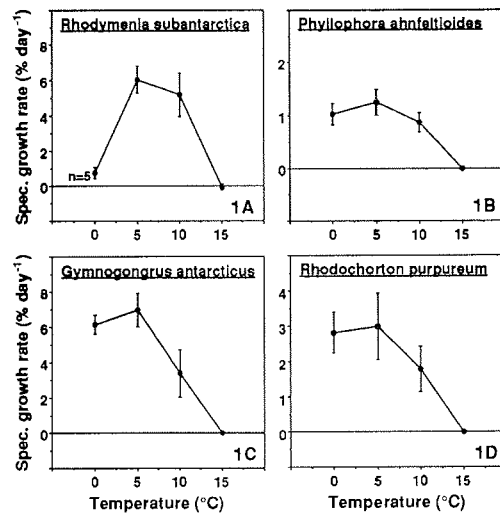 Rhodymenia subantarctica
Spec. growth rate (% day⁻¹)
8
6
4
2
0
n=5
0 5 10 15
1A
Phyllophora ahnfeltioides
2
1
0
0 5 10 15
1B
Gymnogongrus antarcticus
Spec. growth rate (% day⁻¹)
8
6
4
2
0
0 5 10 15
1C
Temperature (°C)
Rhodochorton purpureum
4
3
2
1
0
0 5 10 15
1D
Temperature (°C)